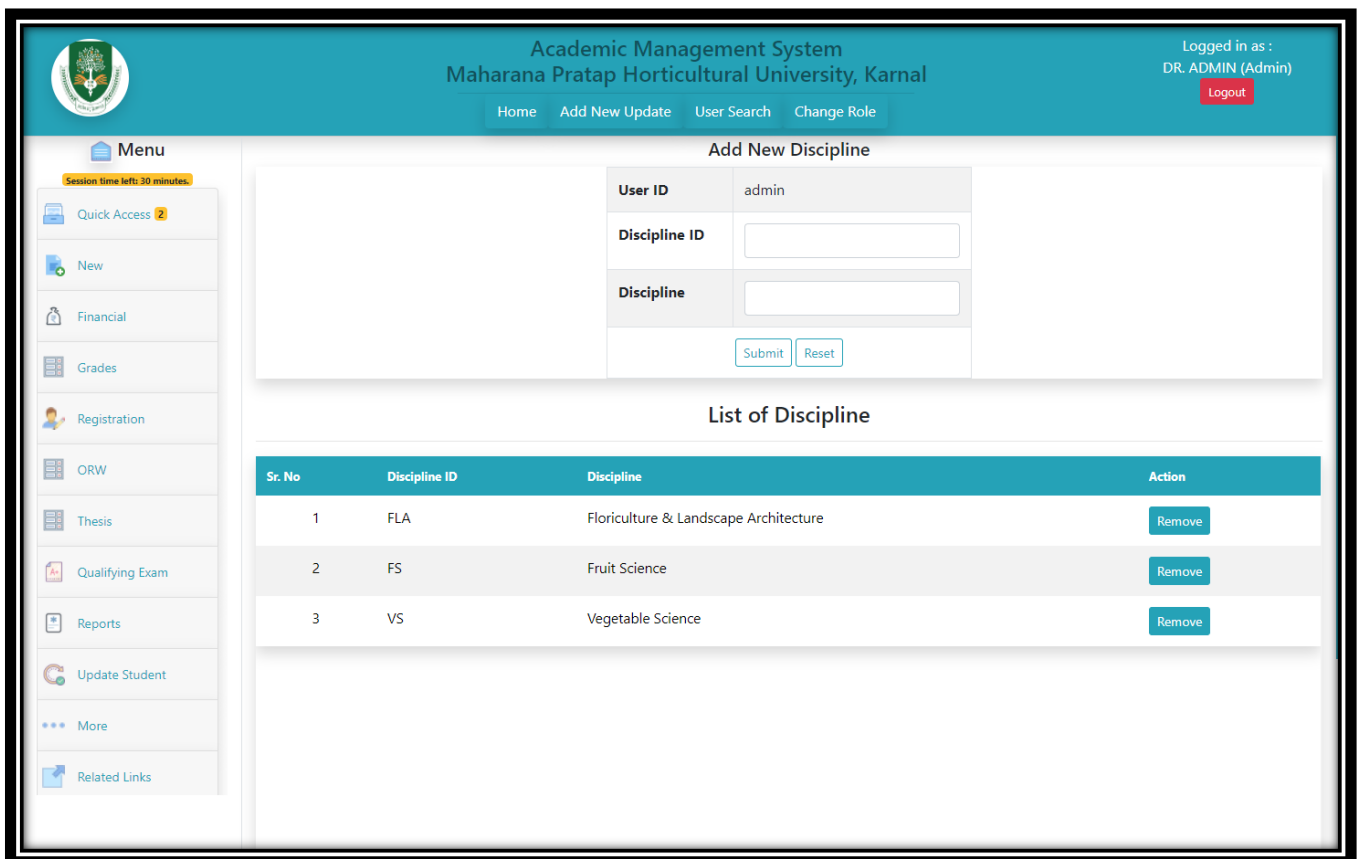 Academic Management System
Maharana Pratap Horticultural University, Karnal
Home Add New Update User Search Change Role
Logged in as :
DR. ADMIN (Admin)
Logout
Menu
Session time left: 30 minutes.
Quick Access 2
New
Financial
Grades
Registration
ORW
Thesis
Qualifying Exam
Reports
Update Student
More
Related Links
Add New Discipline
User ID admin
Discipline ID
Discipline
Submit Reset
List of Discipline
Sr. No Discipline ID Discipline Action
1 FLA Floriculture & Landscape Architecture Remove
2 FS Fruit Science Remove
3 VS Vegetable Science Remove